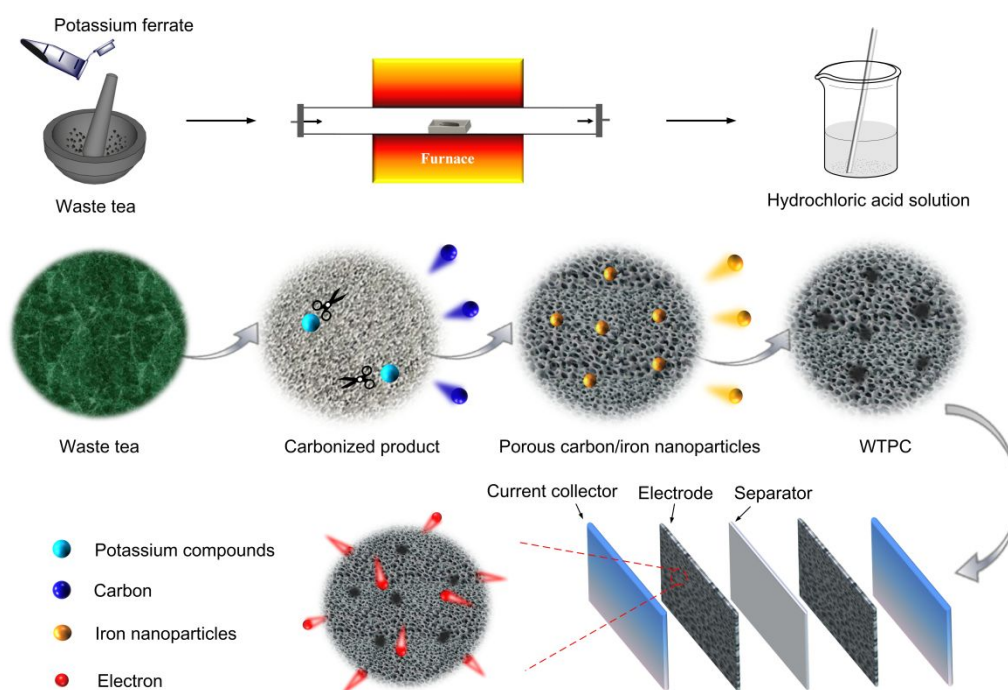 Potassium ferrate
Waste tea
Furnace
Hydrochloric acid solution
Waste tea
Carbonized product
Porous carbon/iron nanoparticles
WTPC
Current collector
Electrode
Separator
Potassium compounds
Carbon
Iron nanoparticles
Electron